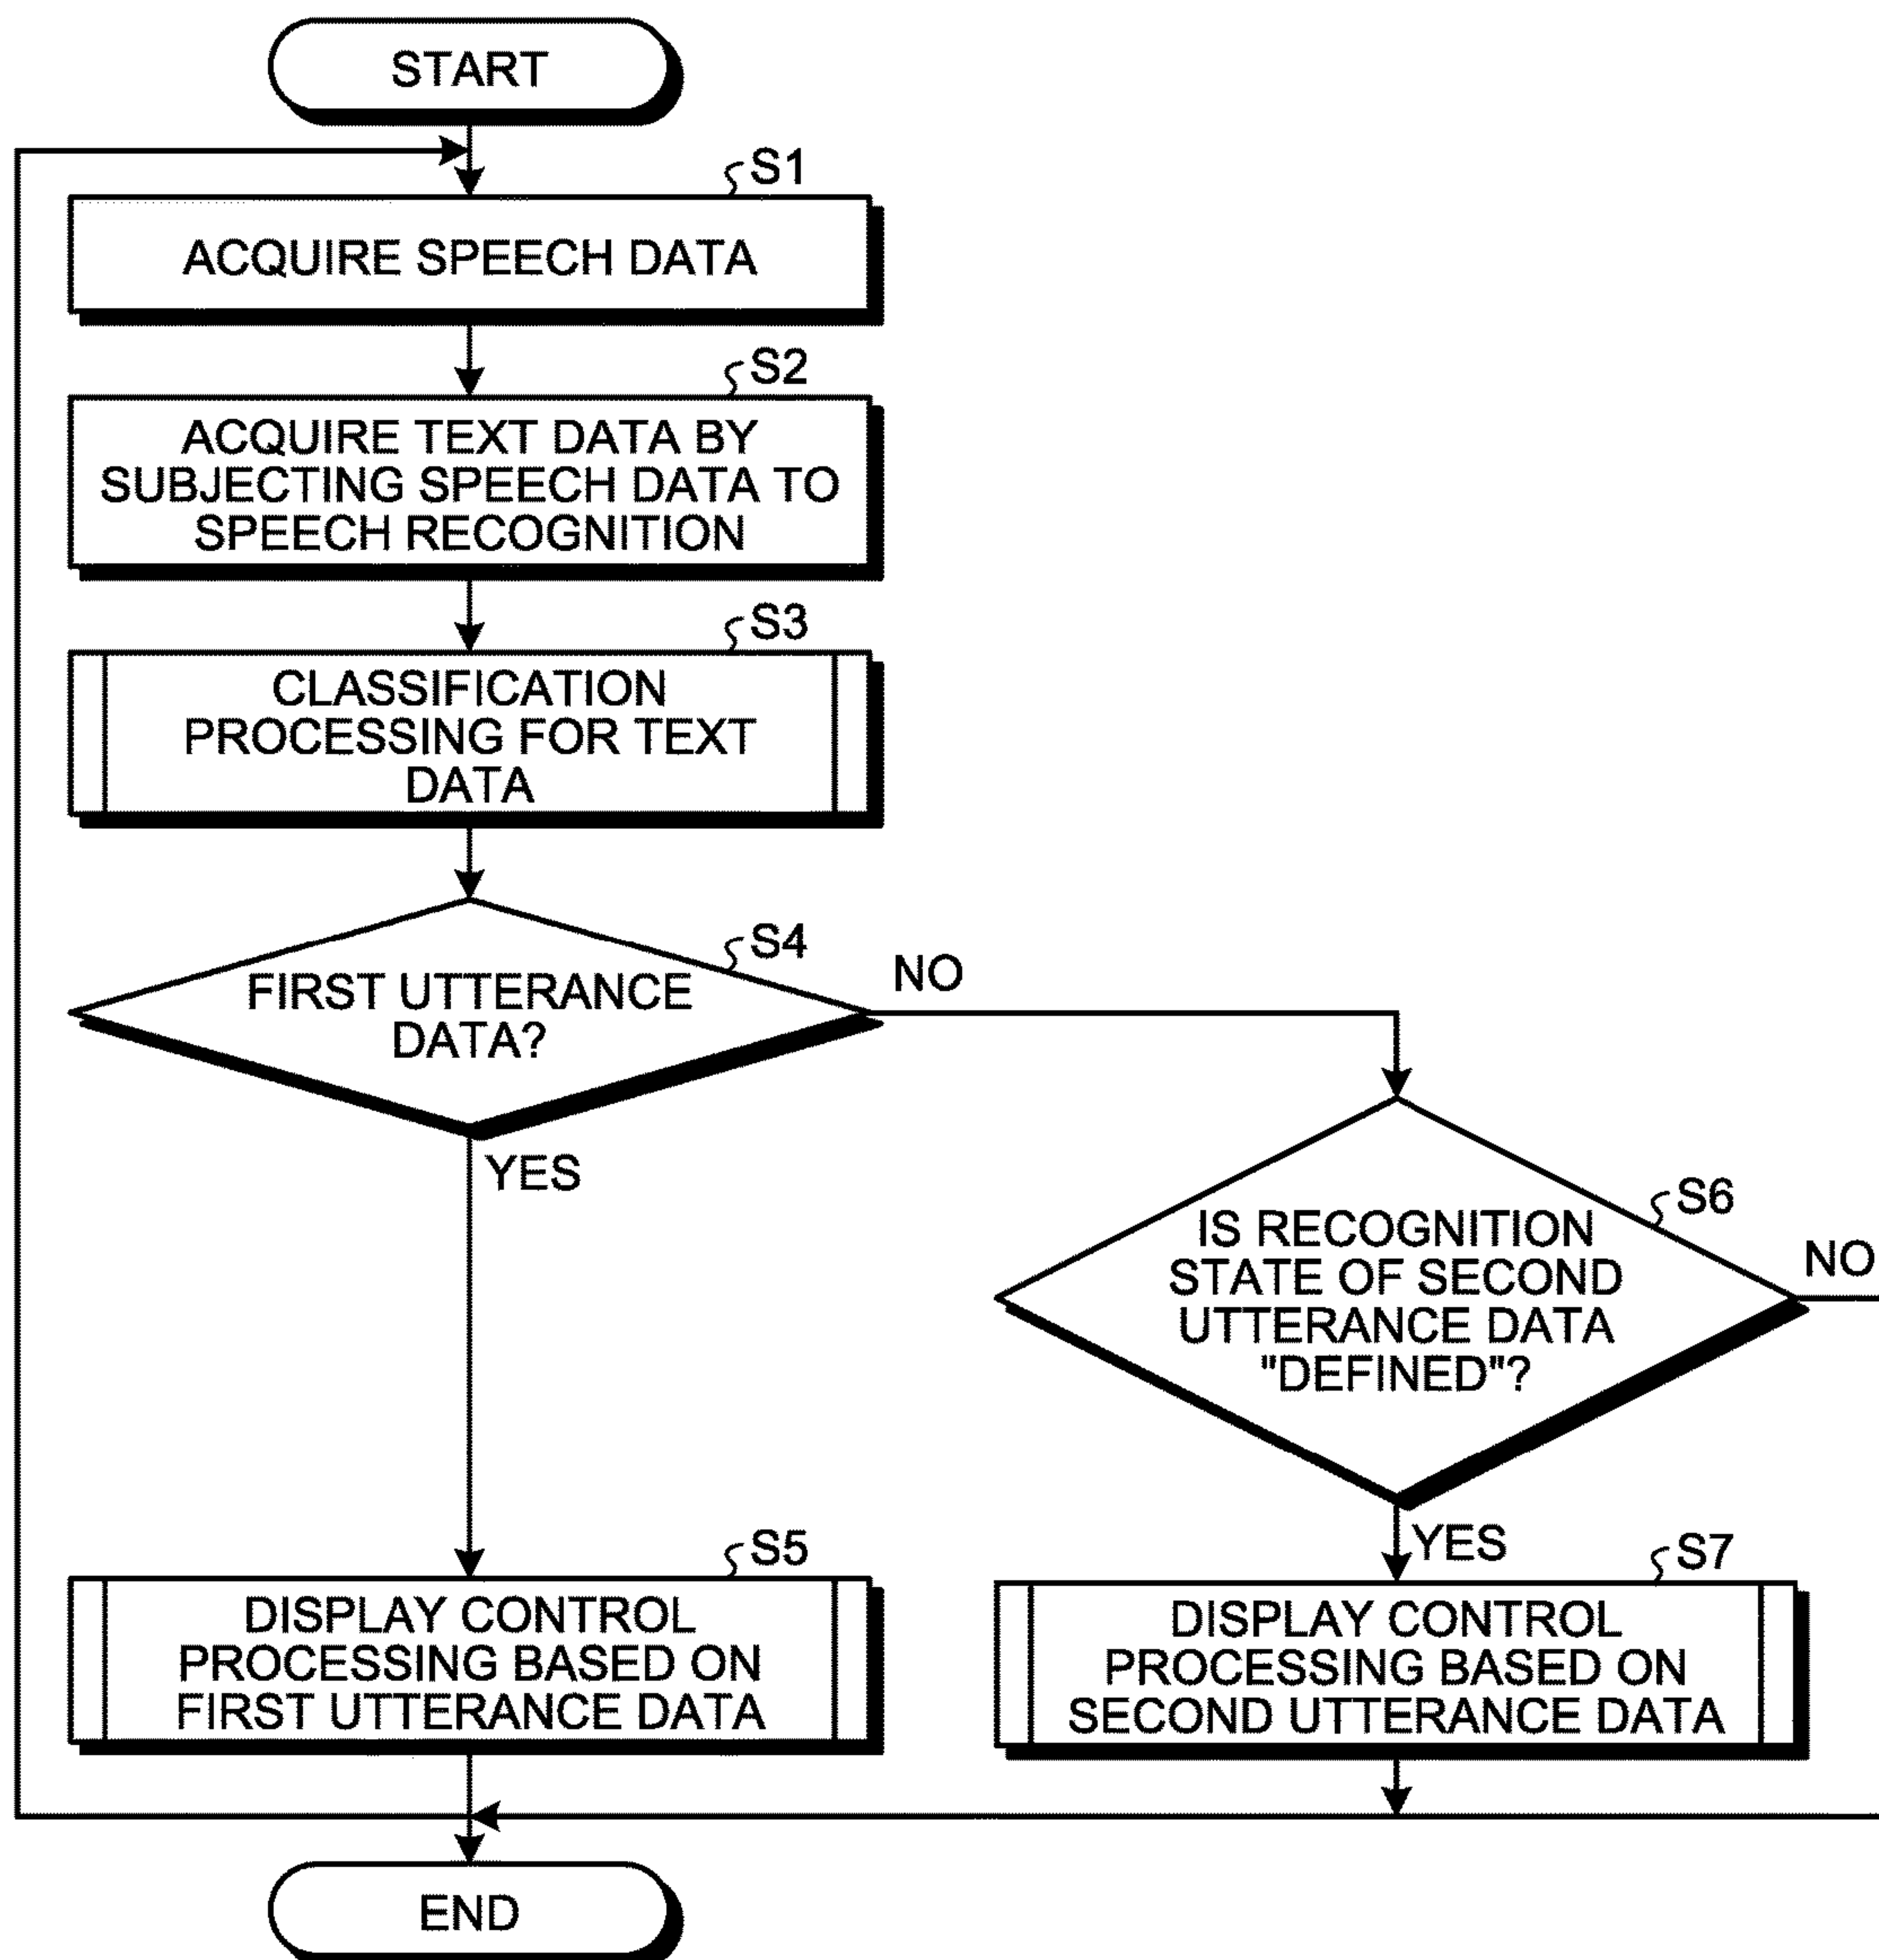 START
S1
ACQUIRE SPEECH DATA
S2
ACQUIRE TEXT DATA BY
SUBJECTING SPEECH DATA TO
SPEECH RECOGNITION
S3
CLASSIFICATION
PROCESSING FOR TEXT
DATA
S4
FIRST UTTERANCE
DATA?
NO
YES
S6
IS RECOGNITION
STATE OF SECOND
UTTERANCE DATA
"DEFINED"?
NO
YES
S5
DISPLAY CONTROL
PROCESSING BASED ON
FIRST UTTERANCE DATA
S7
DISPLAY CONTROL
PROCESSING BASED ON
SECOND UTTERANCE DATA
END